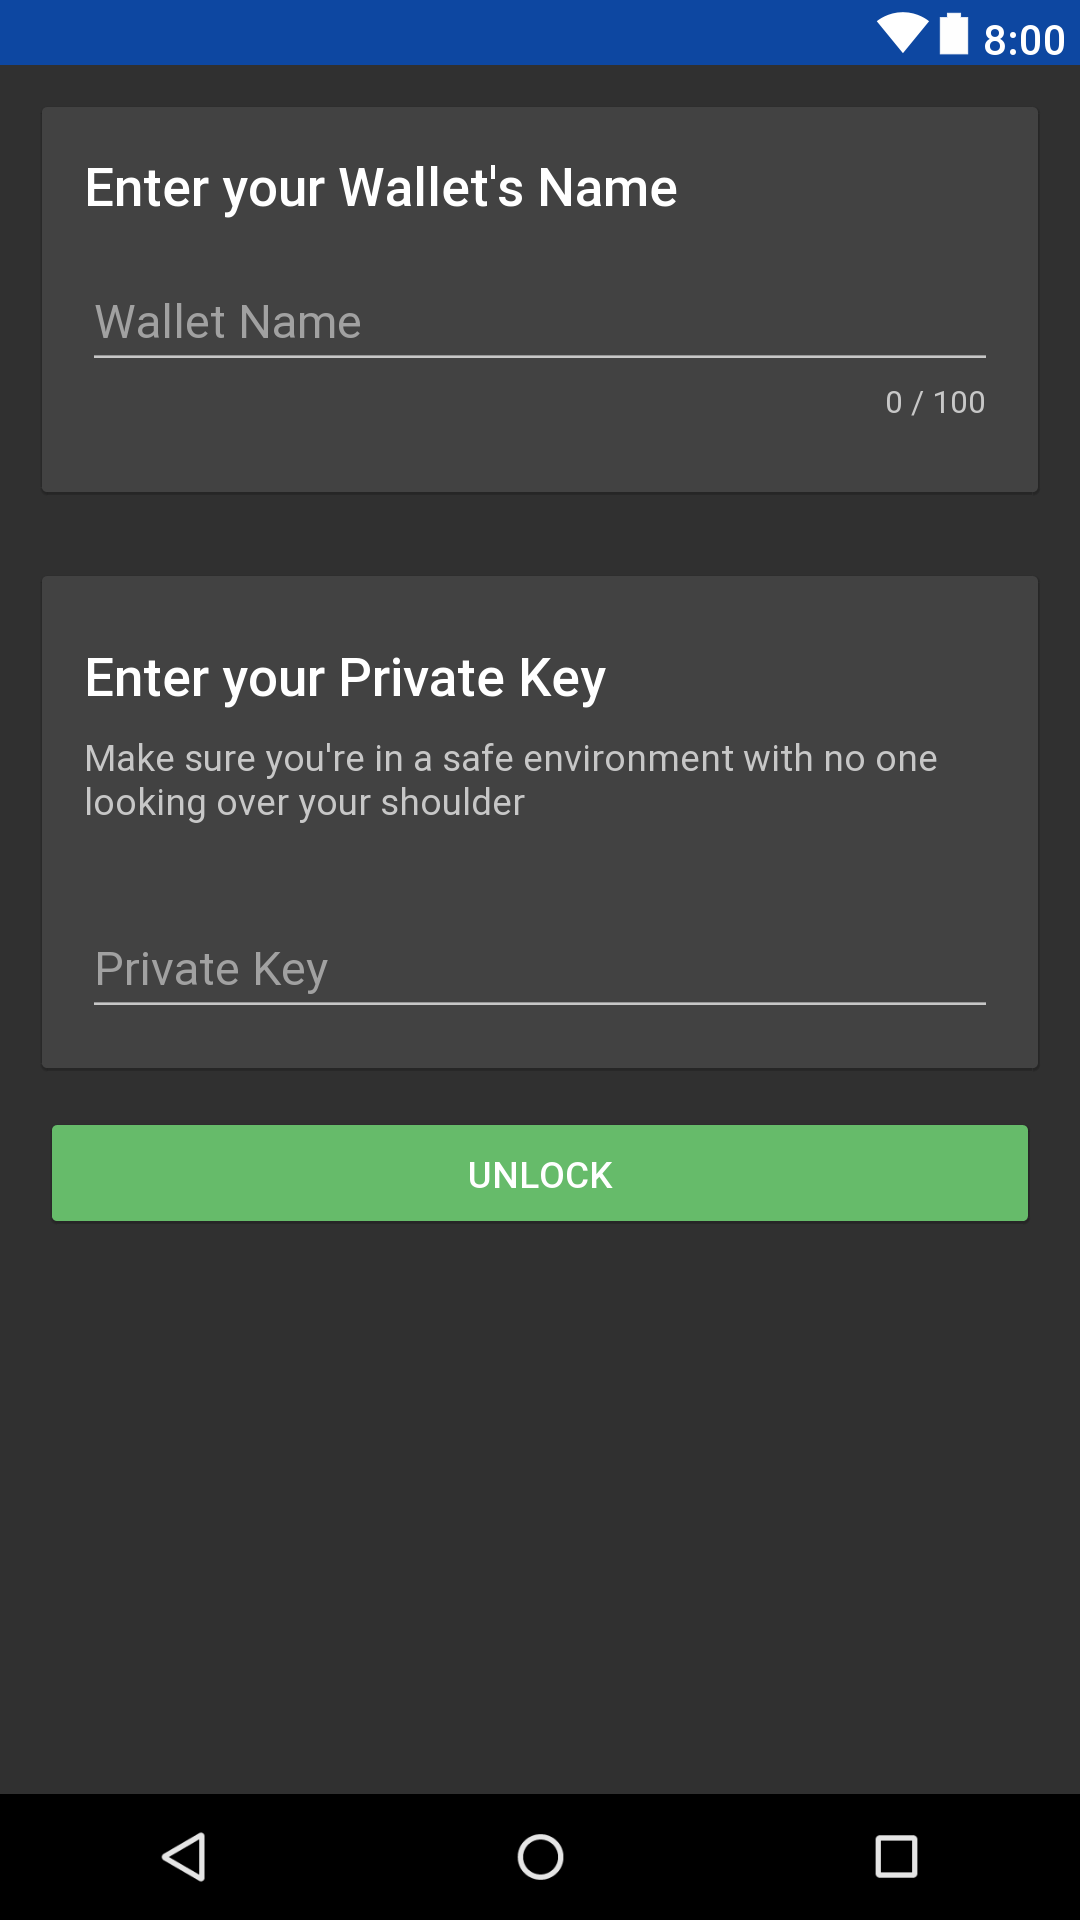 8:00
Enter your Wallet's Name
Wallet Name
0 / 100
Enter your Private Key
Make sure you're in a safe environment with no one
looking over your shoulder
Private Key
UNLOCK